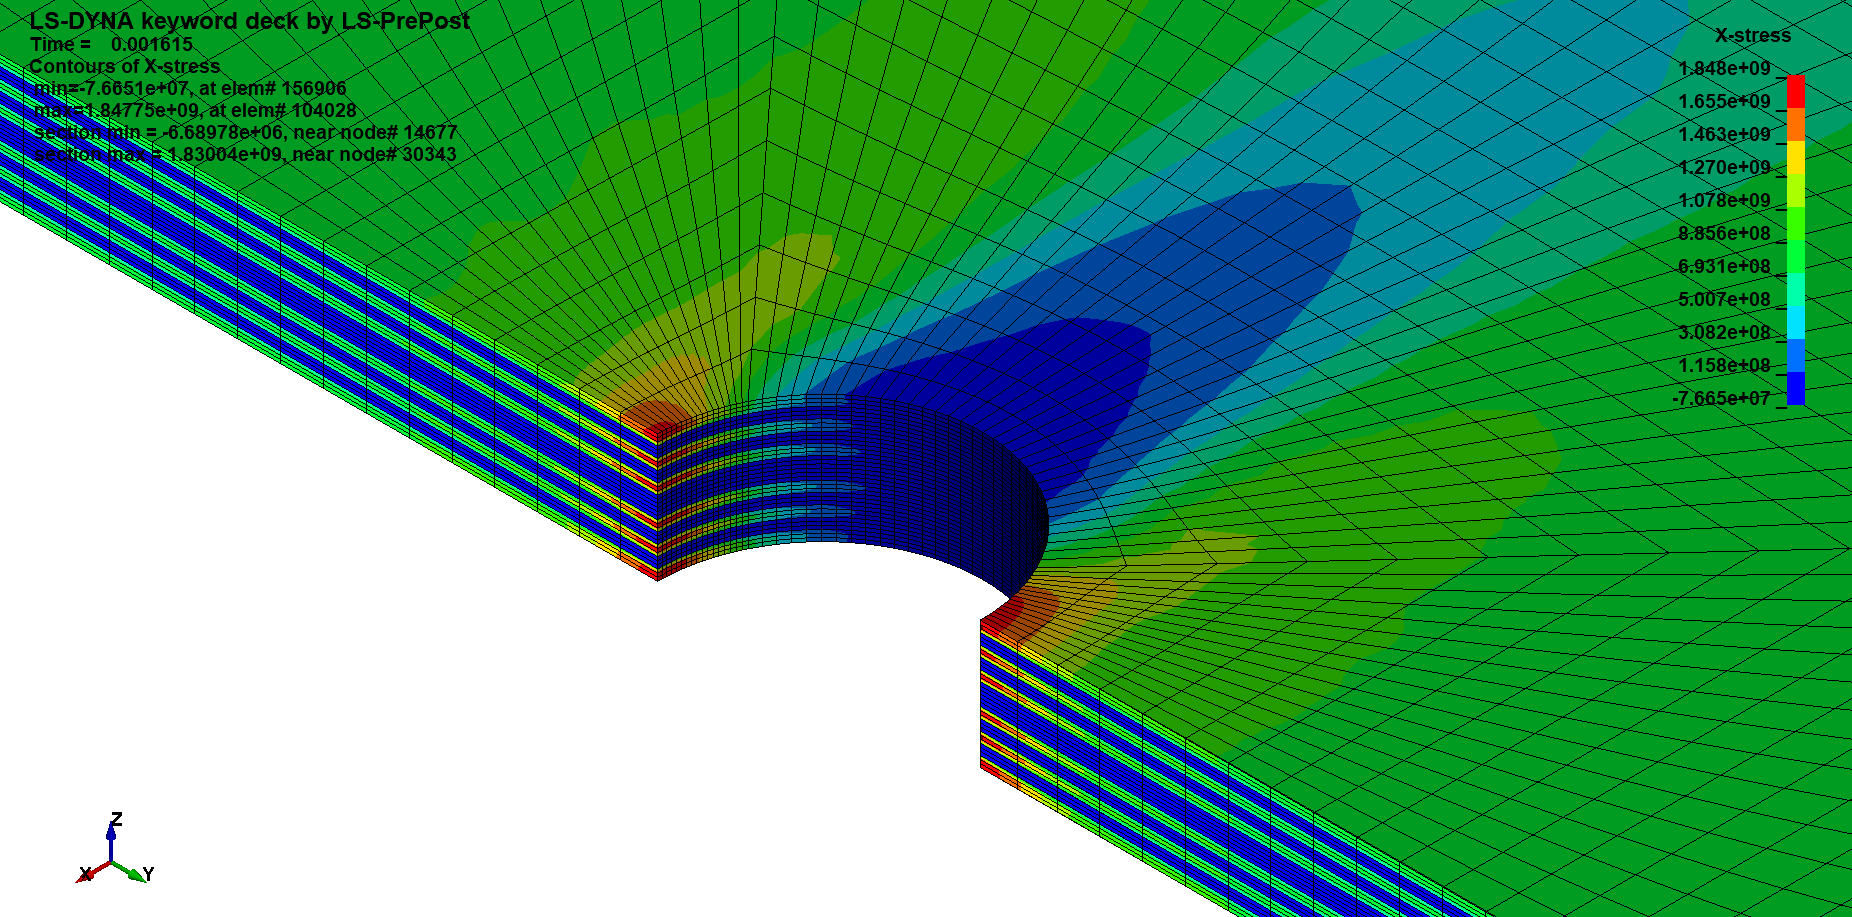 LS-DYNA keyword deck by LS-PrePost
Time = 0.001615
Contours of X-stress
min=-7.6651e+07, at elem# 156906
max=1.84775e+09, at elem# 104028
section min = -6.68978e+06, near node# 14677
section max = 1.83004e+09, near node# 30343
X-stress
1.848e+09
1.655e+09
1.463e+09
1.270e+09
1.078e+09
8.856e+08
6.931e+08
5.007e+08
3.082e+08
1.158e+08
-7.665e+07
Z
X
Y